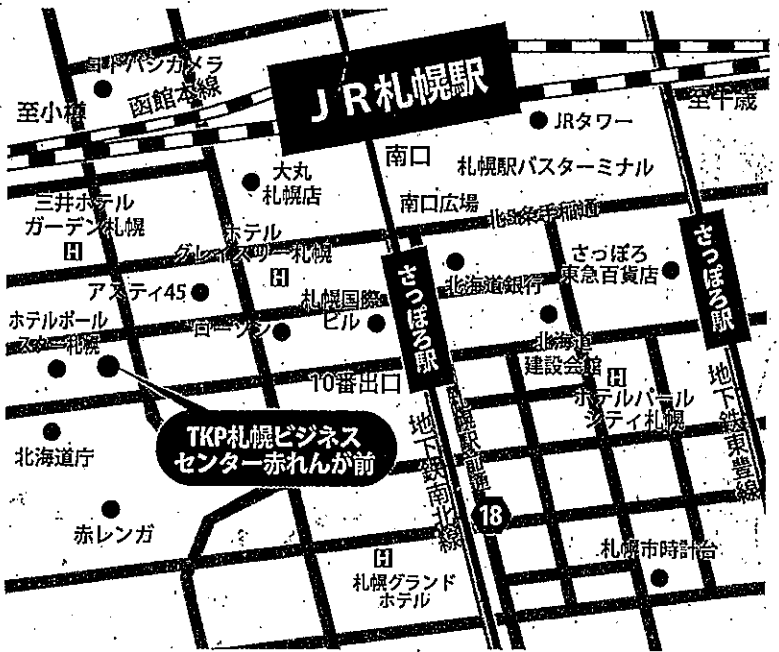 ヨドバシカメラ
函館本線
至小樽
JR札幌駅
至千歳
JRタワー
南口
札幌駅バスターミナル
大丸
札幌店
南口広場
北5条手稲通
三井ホテル
ガーデン札幌
H
ホテル
グレイスリー札幌
H
さっぽろ駅
さっぽろ
東急百貨店
さっぽろ駅
北海道銀行
アスティ45
札幌国際
ビル
ローソン
ホテルポール
スター札幌
北海道
建設会館
10番出口
H
ホテルパール
シティ札幌
TKP札幌ビジネス
センター赤れんが前
北海道庁
地下鉄南北線
札幌駅前通
地下鉄東豊線
18
赤レンガ
札幌市時計台
H
札幌グランド
ホテル